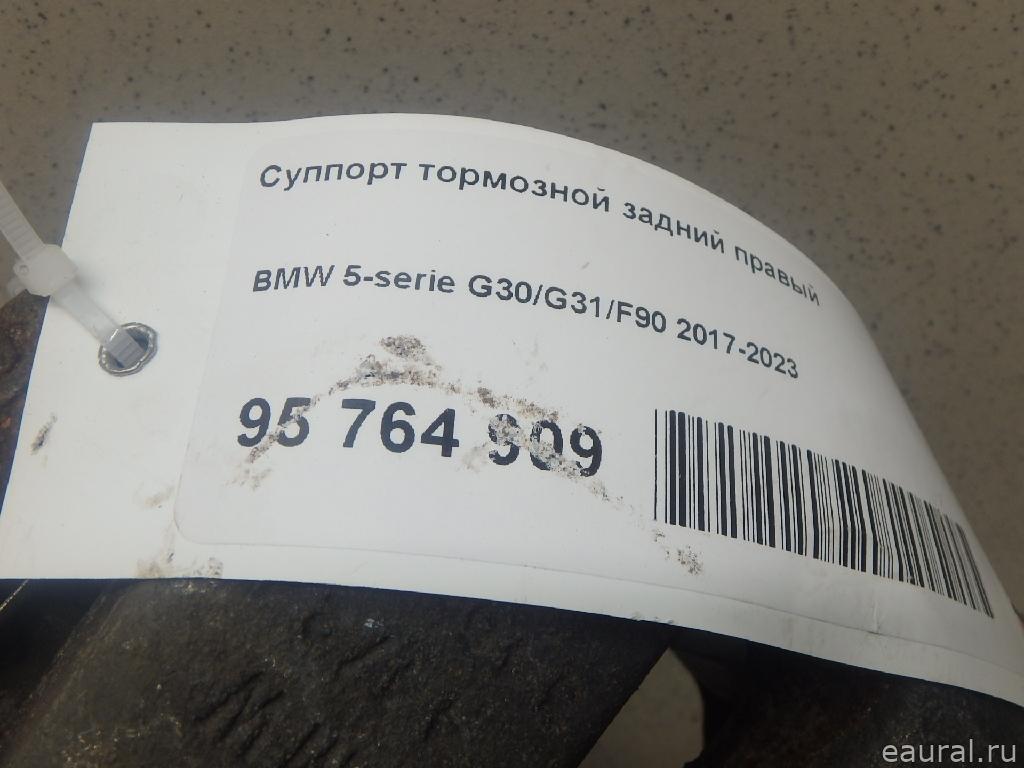 Суппорт тормозной задний правый
BMW 5-serie G30/G31/F90 2017-2023
95 764 909
eaural.ru